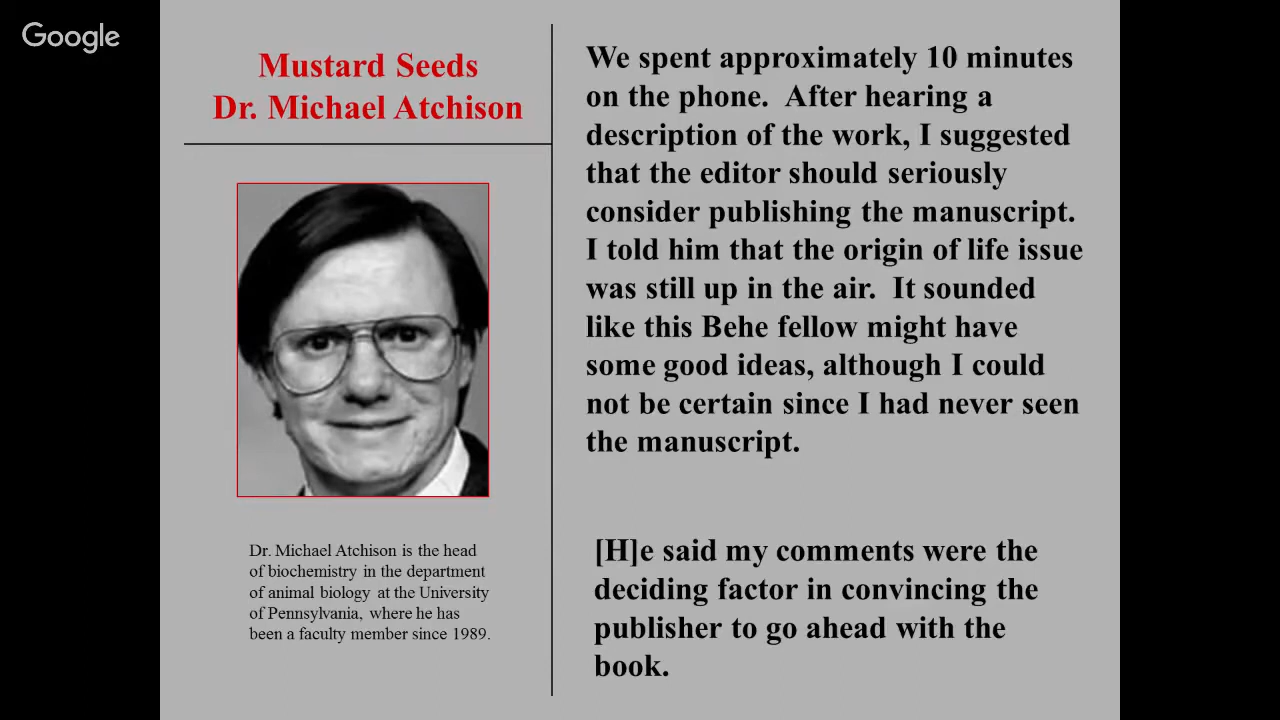 Google
Mustard Seeds
Dr. Michael Atchison
Dr. Michael Atchison is the head
of biochemistry in the department
of animal biology at the University
of Pennsylvania, where he has
been a faculty member since 1989.
We spent approximately 10 minutes
on the phone.  After hearing a
description of the work, I suggested
that the editor should seriously
consider publishing the manuscript.
I told him that the origin of life issue
was still up in the air.  It sounded
like this Behe fellow might have
some good ideas, although I could
not be certain since I had never seen
the manuscript.
[H]e said my comments were the
deciding factor in convincing the
publisher to go ahead with the
book.